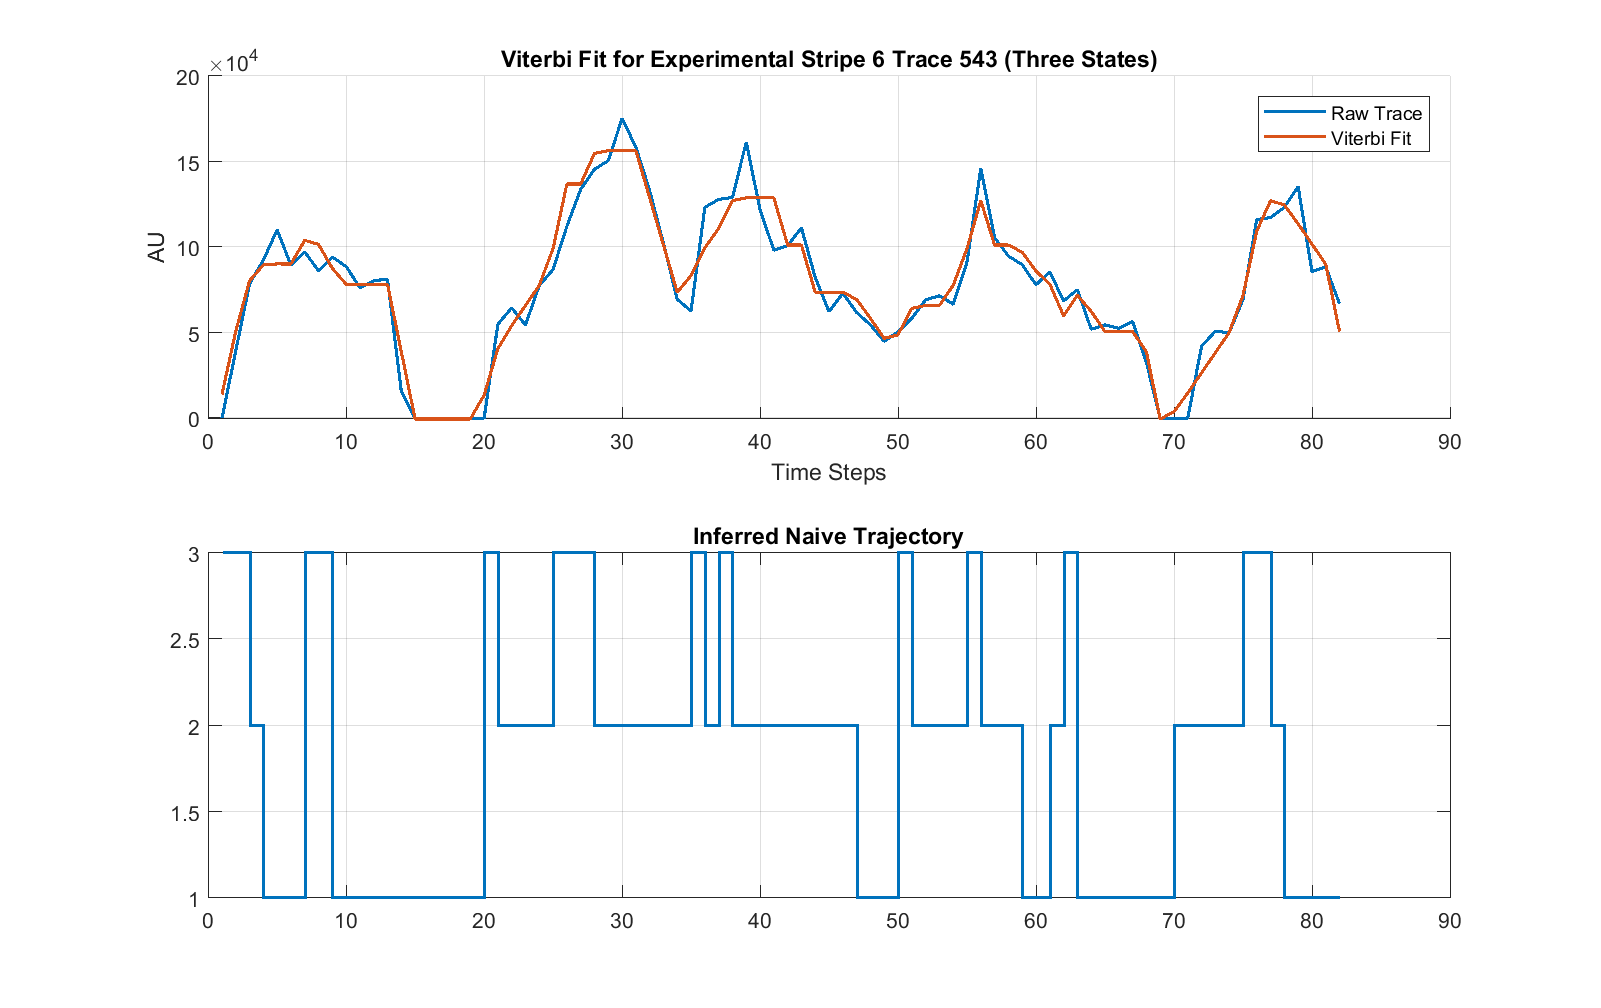 Viterbi Fit for Experimental Stripe 6 Trace 543 (Three States)
×10⁴
20
15
10
5
0
AU
Raw Trace
Viterbi Fit
0 10 20 30 40 50 60 70 80 90
Time Steps
Inferred Naive Trajectory
3
2.5
2
1.5
1
0 10 20 30 40 50 60 70 80 90